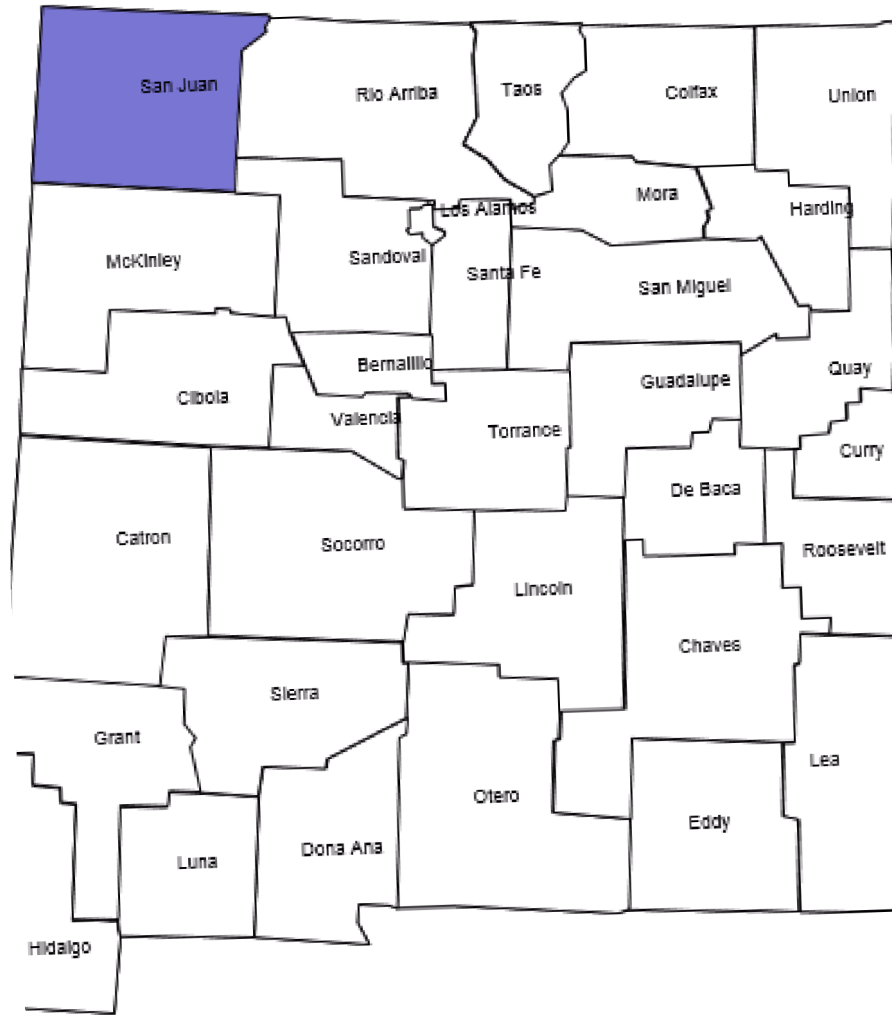 San Juan
Rio Arriba
Taos
Colfax
Union
Los Alamos
Mora
Harding
McKinley
Sandoval
Santa Fe
San Miguel
Cibola
Bernalillo
Guadalupe
Quay
Valencia
Torrance
Curry
De Baca
Catron
Socorro
Roosevelt
Lincoln
Chaves
Sierra
Grant
Lea
Otero
Eddy
Luna
Dona Ana
Hidalgo